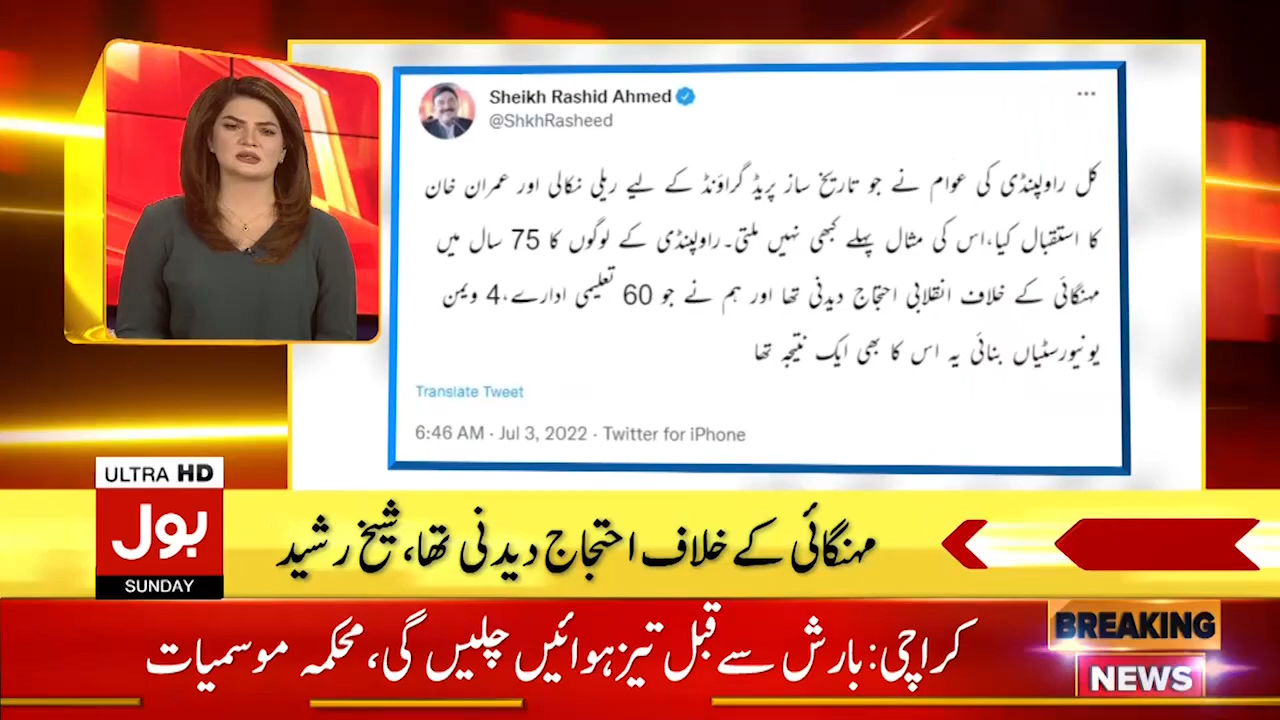 Sheikh Rashid Ahmed
@ShkhRasheed
کل راولپنڈی کی عوام نے جو تاریخ ساز پریڈ گراؤنڈ کے لیے ریلی نکالی اور عمران خان
کا استقبال کیا،اس کی مثال پہلے کبھی نہیں ملتی۔راولپنڈی کے لوگوں کا 75 سال میں
مہنگائی کے خلاف انقلابی احتجاج دیدنی تھا اور ہم نے جو 60 تعلیمی ادارے،4 ویمن
یونیورسٹیاں بنائی یہ اس کا بھی ایک نتیجہ تھا
Translate Tweet
6:46 AM · Jul 3, 2022 · Twitter for iPhone
ULTRA HD
بول
SUNDAY
مہنگائی کے خلاف احتجاج دیدنی تھا، شیخ رشید
کراچی: بارش سے قبل تیز ہوائیں چلیں گی، محکمہ موسمیات
BREAKING
NEWS